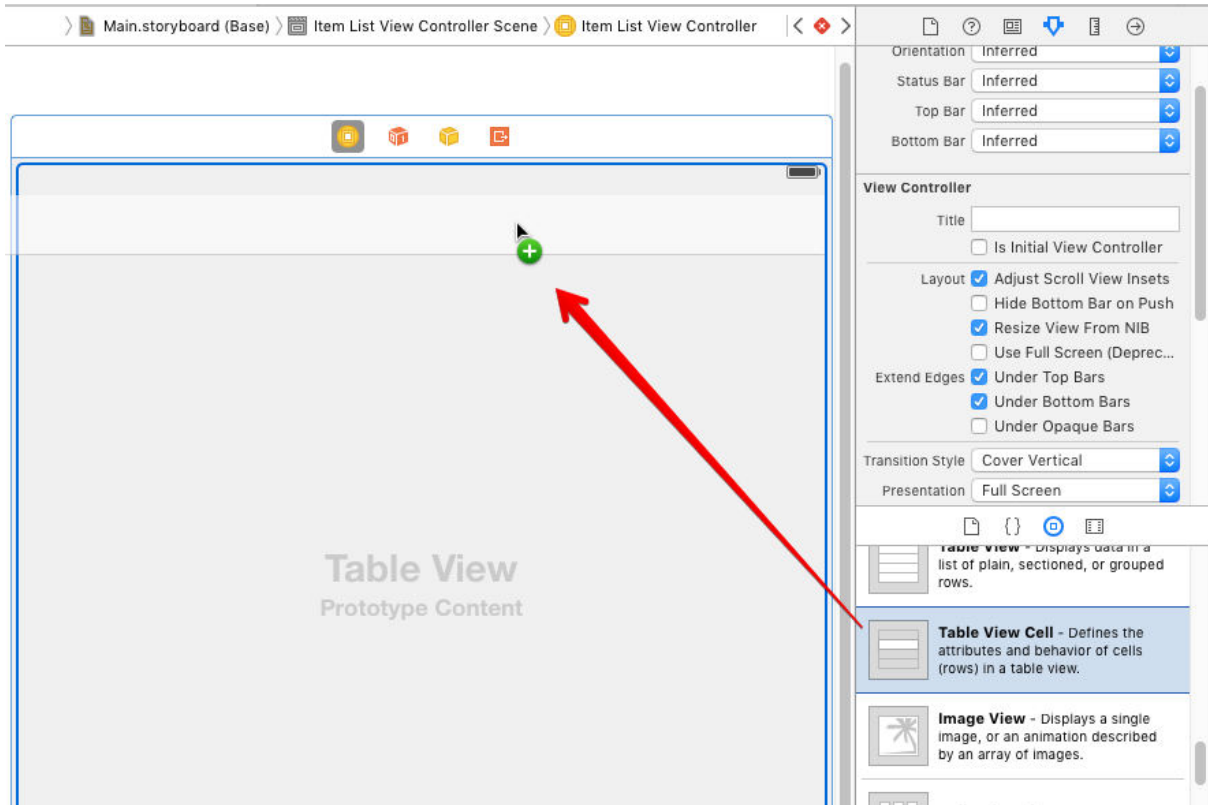 Main.storyboard (Base) Item List View Controller Scene Item List View Controller
Orientation Inferred
Status Bar Inferred
Top Bar Inferred
Bottom Bar Inferred
View Controller
Title
Is Initial View Controller
Layout Adjust Scroll View Insets
Hide Bottom Bar on Push
Resize View From NIB
Use Full Screen (Deprec...
Extend Edges Under Top Bars
Under Bottom Bars
Under Opaque Bars
Transition Style Cover Vertical
Presentation Full Screen
Table View
Prototype Content
Table View - Displays data in a
list of plain, sectioned, or grouped
rows.
Table View Cell - Defines the
attributes and behavior of cells
(rows) in a table view.
Image View - Displays a single
image, or an animation described
by an array of images.